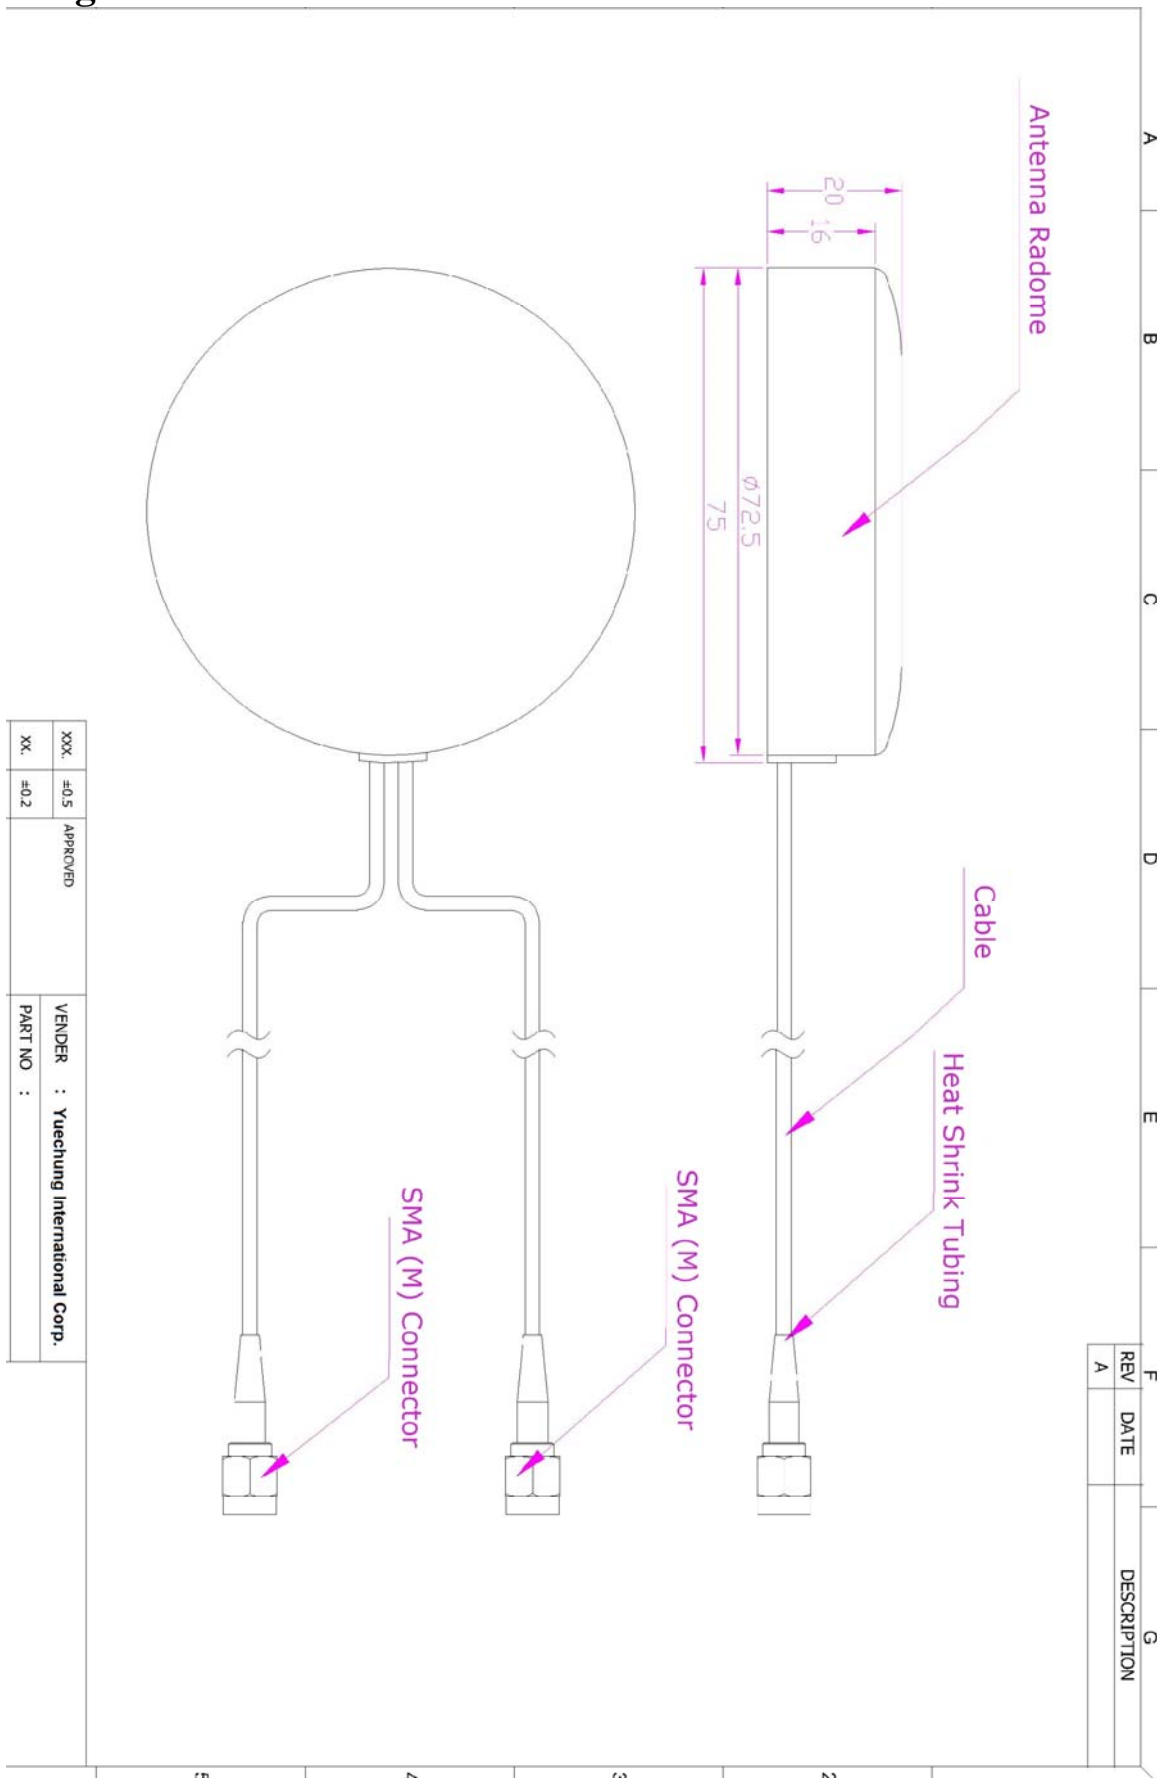 A
B
C
D
E
F
G
REV
DATE
DESCRIPTION
A
Antenna Radome
Cable
Heat Shrink Tubing
20
16
Ø72.5
75
SMA (M) Connector
SMA (M) Connector
XXX.
±0.5
APPROVED
VENDER : Yuechung International Corp.
XX.
±0.2
PART NO :